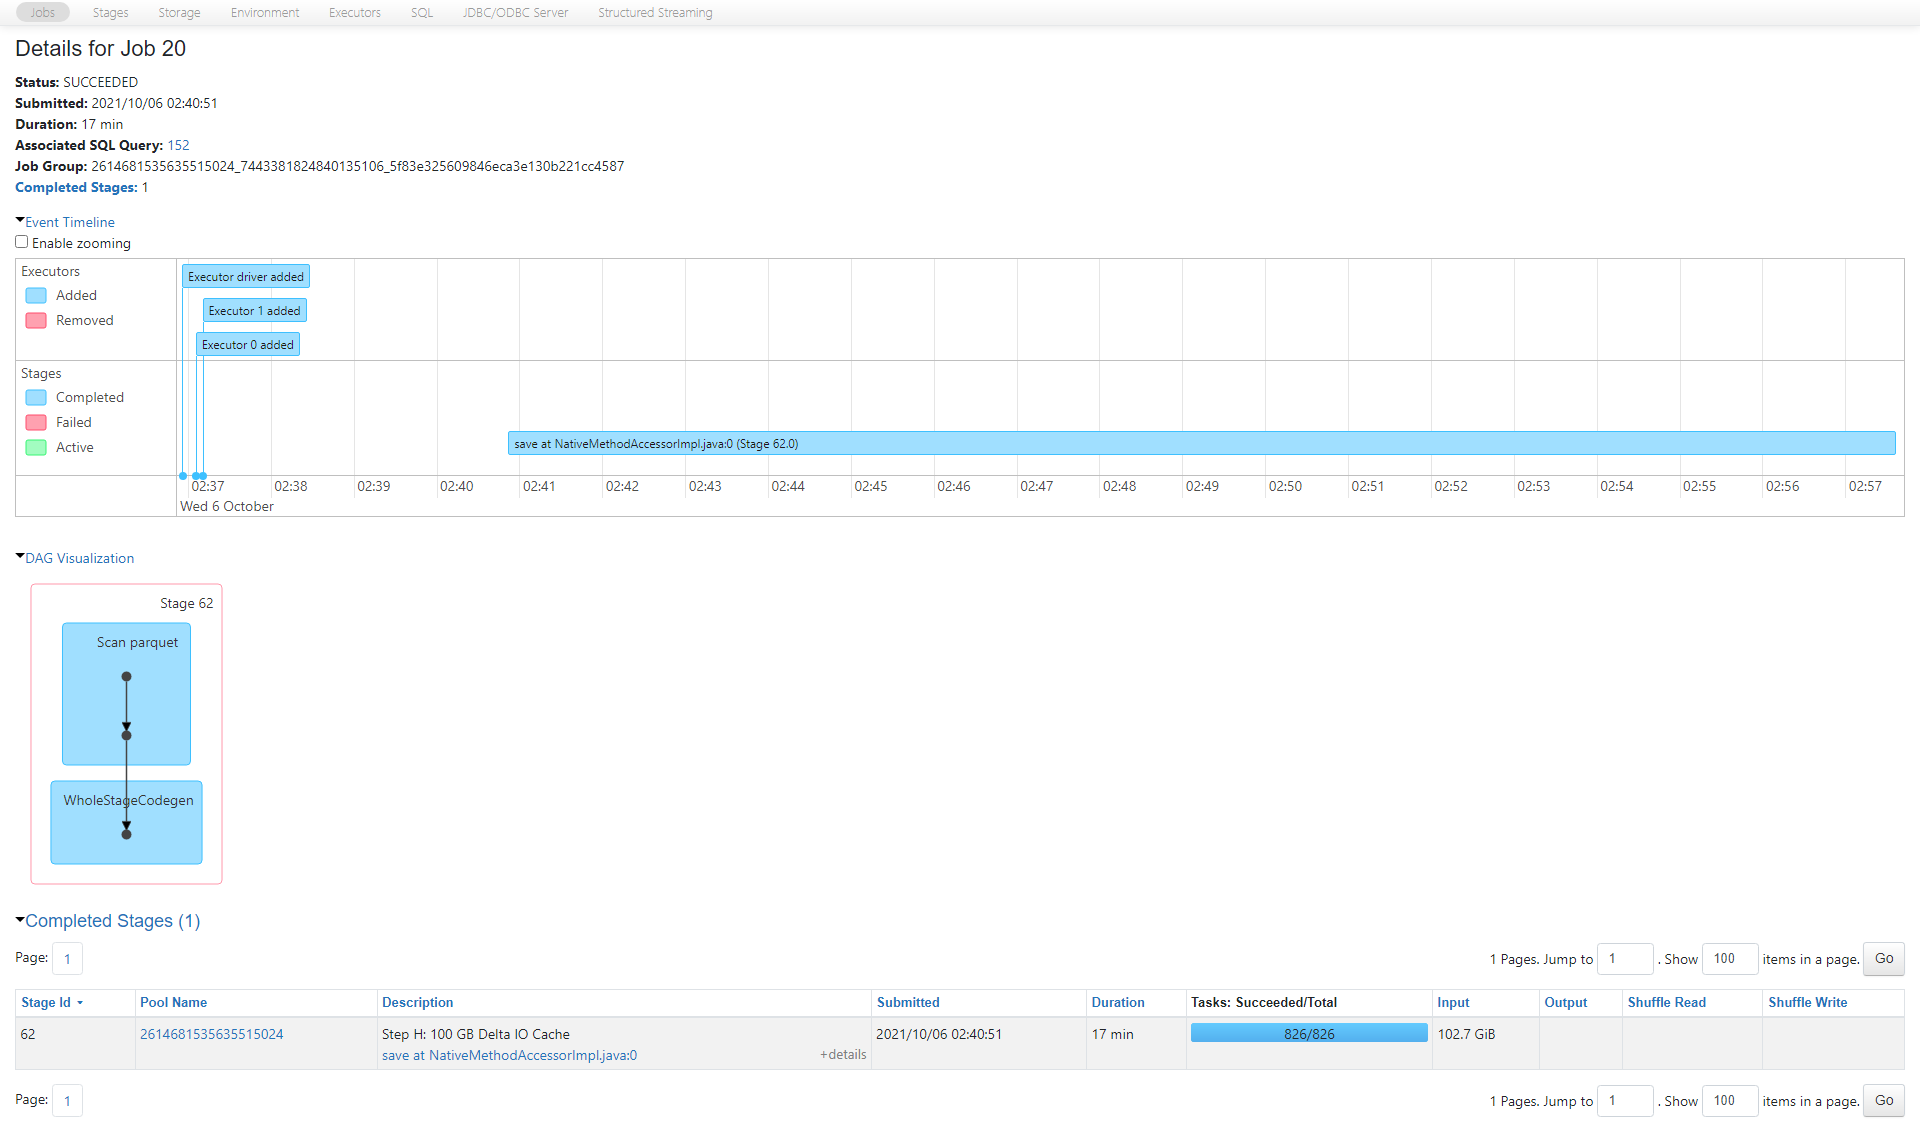 Jobs Stages Storage Environment Executors SQL JDBC/ODBC Server Structured Streaming
Details for Job 20
Status: SUCCEEDED
Submitted: 2021/10/06 02:40:51
Duration: 17 min
Associated SQL Query: 152
Job Group: 2614681535635515024_7443381824840135106_5f83e325609846eca3e130b221cc4587
Completed Stages: 1
Event Timeline
Enable zooming
Executors
Added
Removed
Executor driver added
Executor 1 added
Executor 0 added
Stages
Completed
Failed
Active
save at NativeMethodAccessorImpl.java:0 (Stage 62.0)
02:37 02:38 02:39 02:40 02:41 02:42 02:43 02:44 02:45 02:46 02:47 02:48 02:49 02:50 02:51 02:52 02:53 02:54 02:55 02:56 02:57
Wed 6 October
DAG Visualization
Stage 62
Scan parquet
WholeStageCodegen
Completed Stages (1)
Page: 1 1 Pages. Jump to 1 . Show 100 items in a page. Go
Stage Id Pool Name Description Submitted Duration Tasks: Succeeded/Total Input Output Shuffle Read Shuffle Write
62 2614681535635515024 Step H: 100 GB Delta IO Cache 2021/10/06 02:40:51 17 min 826/826 102.7 GiB
save at NativeMethodAccessorImpl.java:0 +details
Page: 1 1 Pages. Jump to 1 . Show 100 items in a page. Go